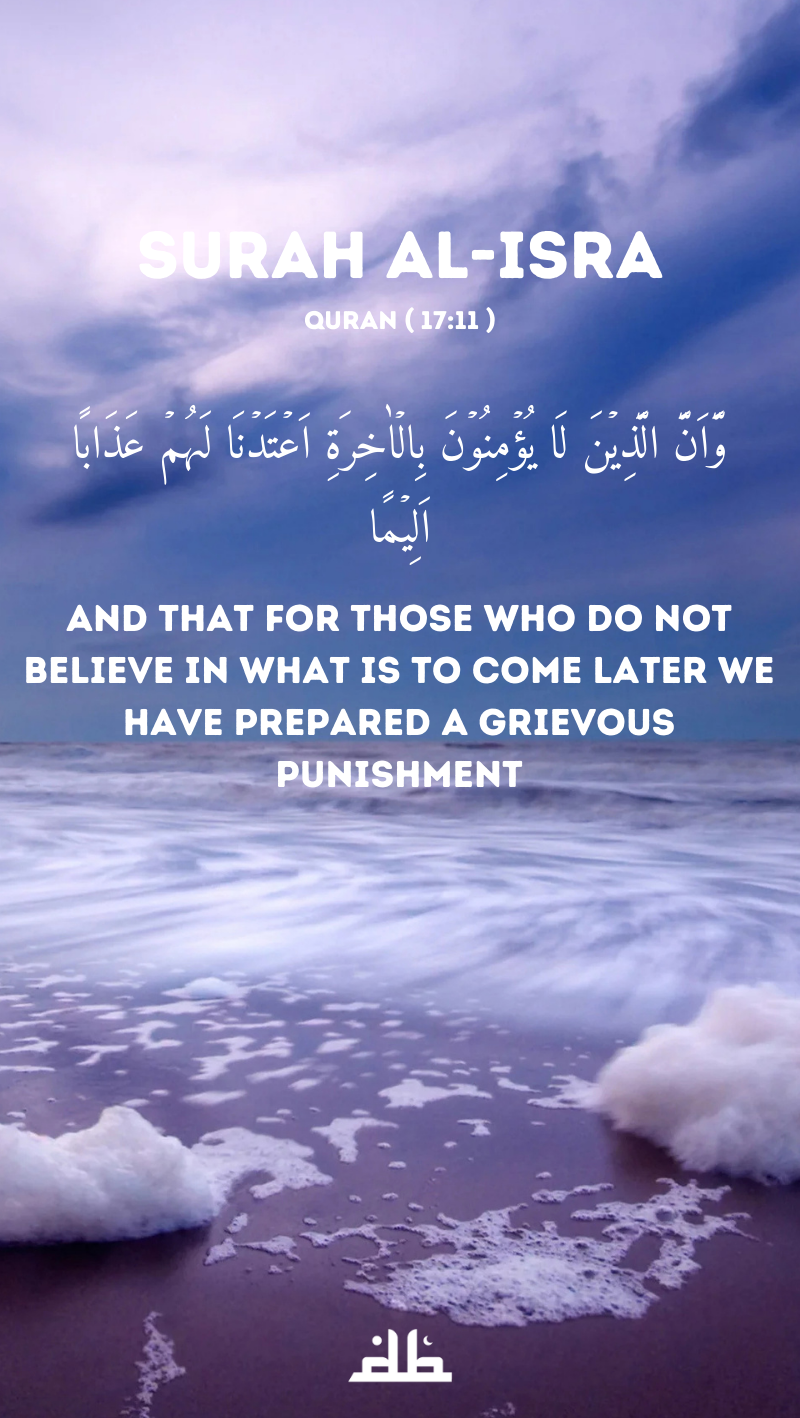 SURAH AL-ISRA
QURAN ( 17:11 )
وَّاَنَّ الَّذِيۡنَ لَا يُؤۡمِنُوۡنَ بِالۡاٰخِرَةِ اَعۡتَدۡنَا لَهُمۡ عَذَابًا
اَلِيۡمًا
AND THAT FOR THOSE WHO DO NOT
BELIEVE IN WHAT IS TO COME LATER WE
HAVE PREPARED A GRIEVOUS
PUNISHMENT